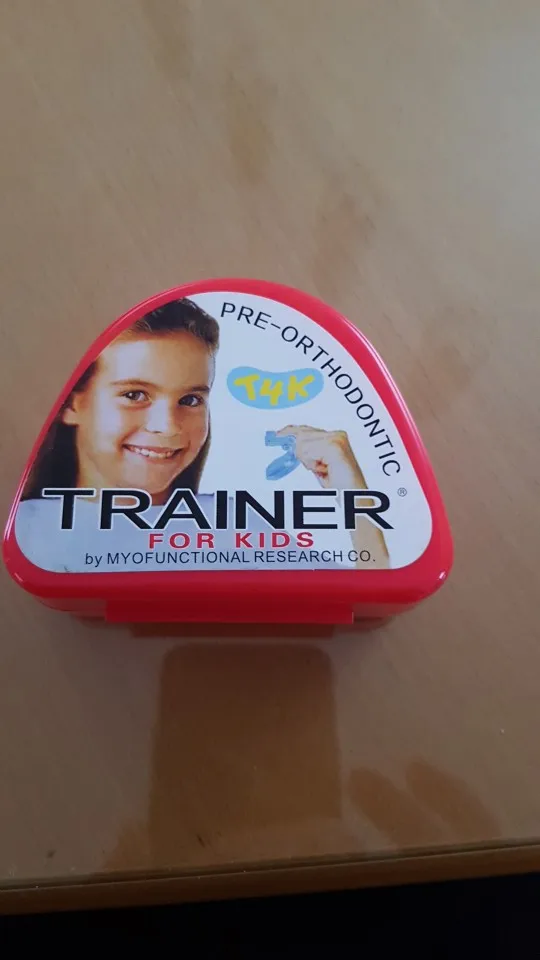 PRE-ORTHODONTIC
T4K
TRAINER®
FOR KIDS
by MYOFUNCTIONAL RESEARCH CO.